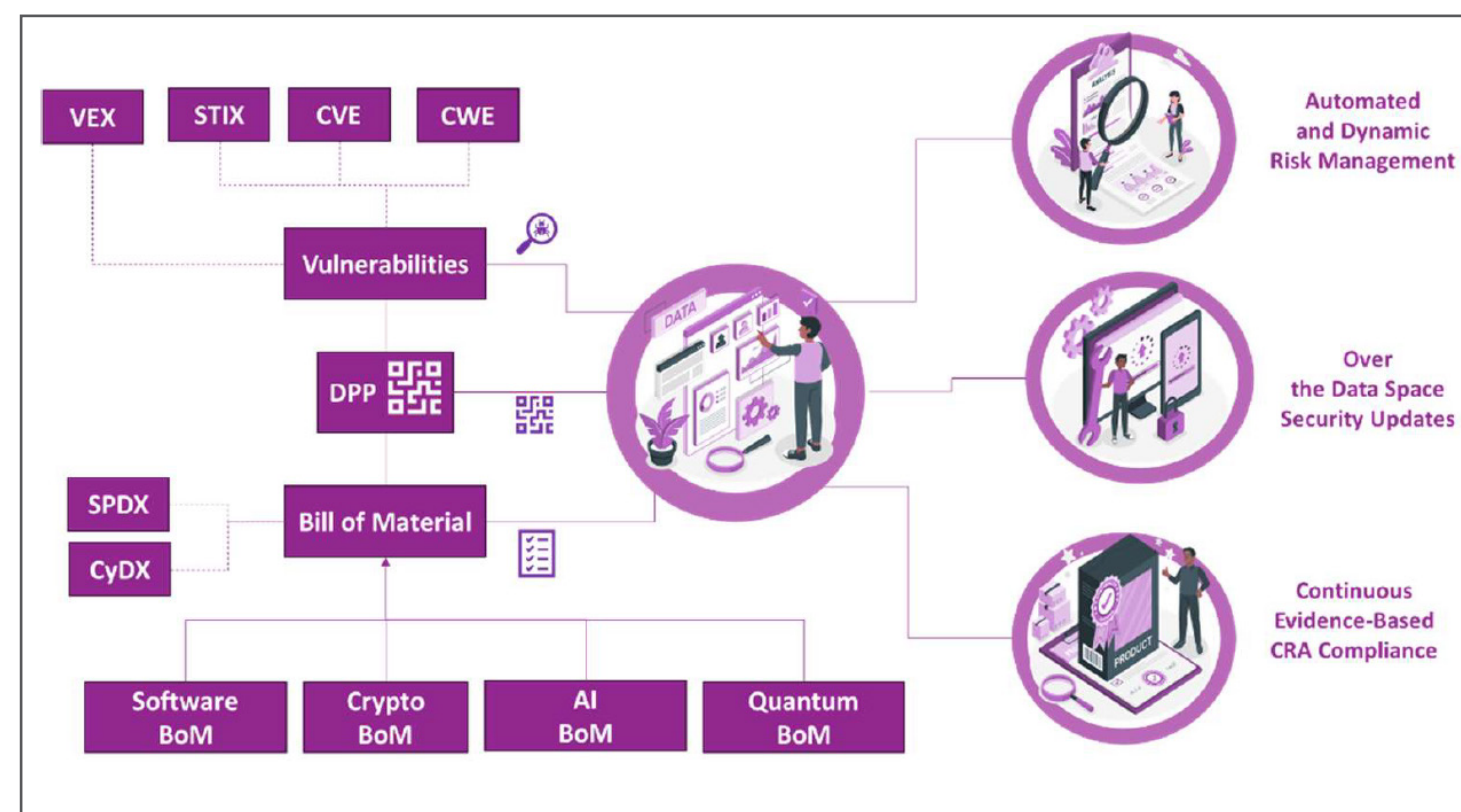 VEX
STIX
CVE
CWE
Vulnerabilities
DPP
SPDX
CyDX
Bill of Material
Software
BoM
Crypto
BoM
AI
BoM
Quantum
BoM
DATA
ANALYSIS
Automated
and Dynamic
Risk Management
Over
the Data Space
Security Updates
PRODUCT
Continuous
Evidence-Based
CRA Compliance